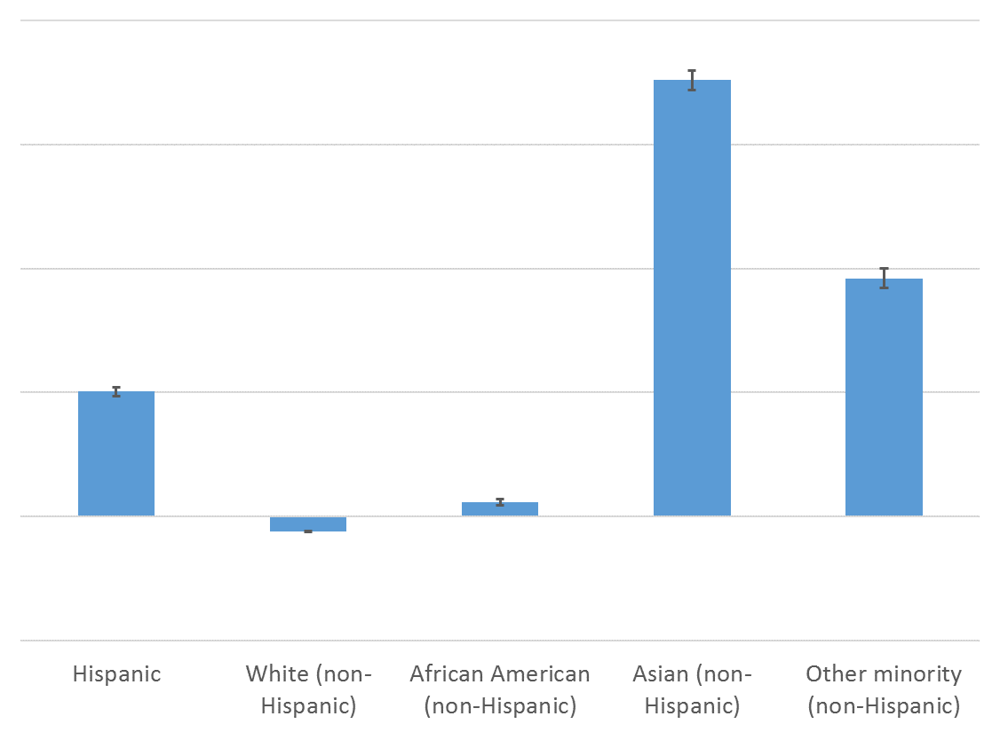 Hispanic
White (non-
Hispanic)
African American
(non-Hispanic)
Asian (non-
Hispanic)
Other minority
(non-Hispanic)